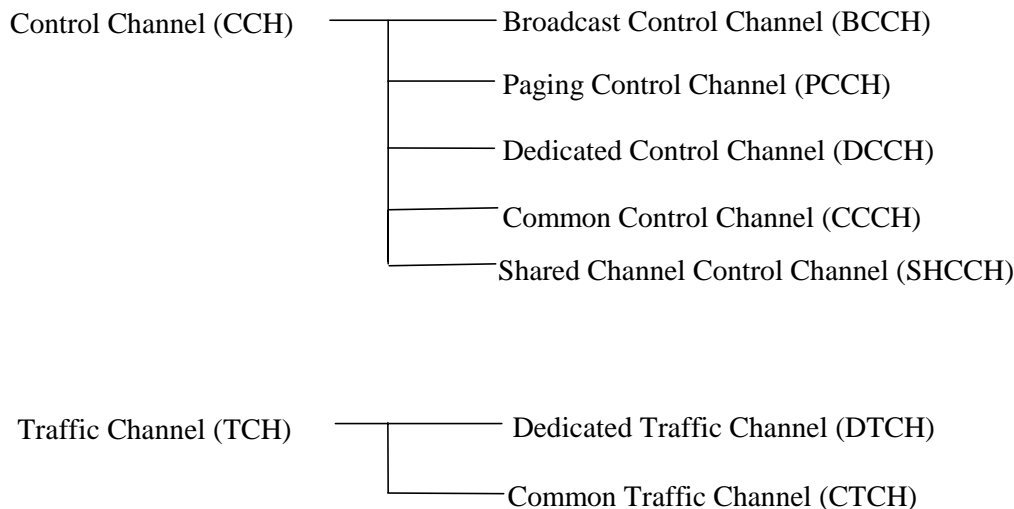 Control Channel (CCH)
Broadcast Control Channel (BCCH)
Paging Control Channel (PCCH)
Dedicated Control Channel (DCCH)
Common Control Channel (CCCH)
Shared Channel Control Channel (SHCCH)
Traffic Channel (TCH)
Dedicated Traffic Channel (DTCH)
Common Traffic Channel (CTCH)